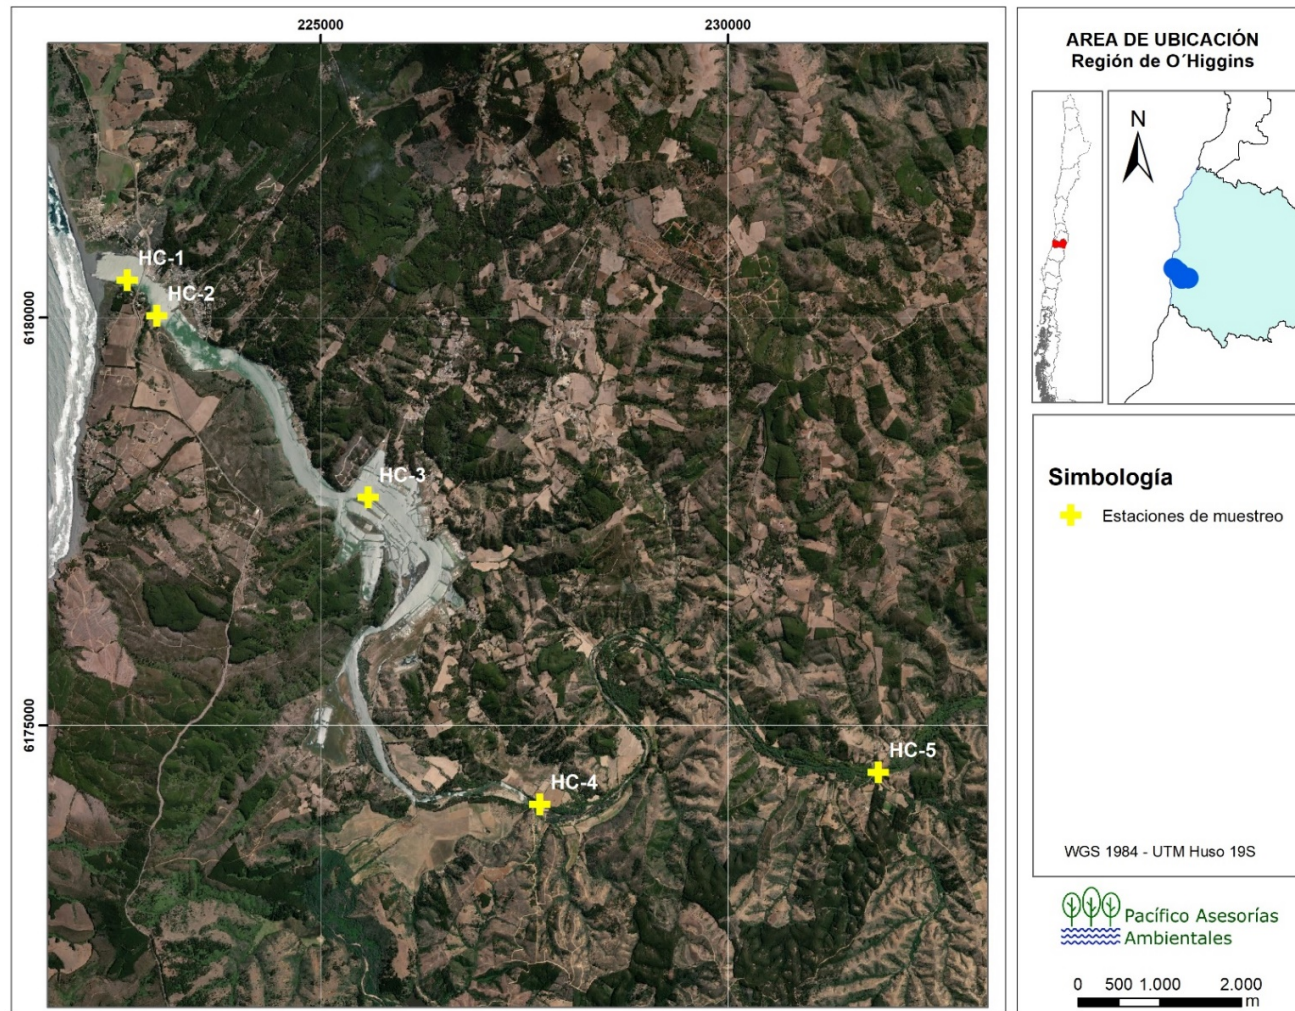 225000
230000
HC-1
HC-2
6180000
HC-3
6175000
HC-5
HC-4
AREA DE UBICACIÓN
Región de O´Higgins
N
Simbología
Estaciones de muestreo
WGS 1984 - UTM Huso 19S
Pacífico Asesorías
Ambientales
0 500 1.000 2.000
m